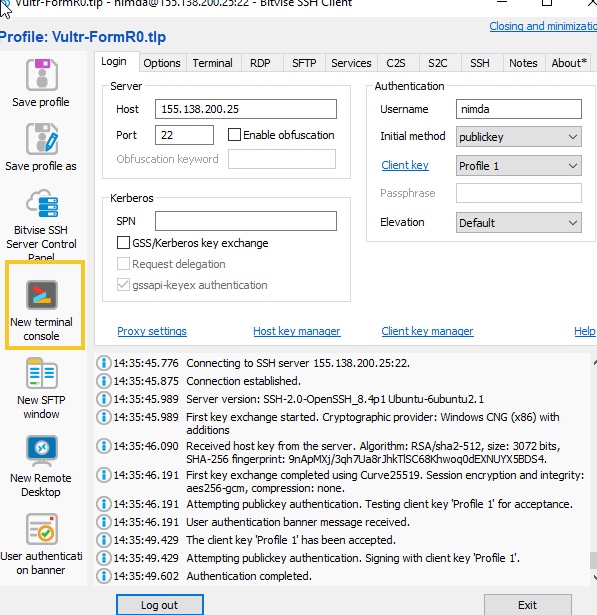 Vultr-FormR0.tlp - nimda@155.138.200.25:22 - Bitvise SSH Client
Closing and minimizatio
Profile: Vultr-FormR0.tlp
Save profile
Save profile as
Bitvise SSH
Server Control
Panel
New terminal
console
New SFTP
window
New Remote
Desktop
User authenticati
on banner
Login Options Terminal RDP SFTP Services C2S S2C SSH Notes About*
Server
Host 155.138.200.25
Port 22 Enable obfuscation
Obfuscation keyword
Kerberos
SPN
GSS/Kerberos key exchange
Request delegation
gssapi-keyex authentication
Authentication
Username nimda
Initial method publickey
Client key Profile 1
Passphrase
Elevation Default
Proxy settings Host key manager Client key manager Help
14:35:45.776 Connecting to SSH server 155.138.200.25:22.
14:35:45.875 Connection established.
14:35:45.989 Server version: SSH-2.0-OpenSSH_8.4p1 Ubuntu-6ubuntu2.1
14:35:45.989 First key exchange started. Cryptographic provider: Windows CNG (x86) with
additions
14:35:46.090 Received host key from the server. Algorithm: RSA/sha2-512, size: 3072 bits,
SHA-256 fingerprint: 9nApMXj/3qh7Ua8rJhkTlSC68Khwoq0dEXNUYX5BDS4.
14:35:46.191 First key exchange completed using Curve25519. Session encryption and integrity:
aes256-gcm, compression: none.
14:35:46.191 Attempting publickey authentication. Testing client key 'Profile 1' for acceptance.
14:35:46.191 User authentication banner message received.
14:35:49.429 The client key 'Profile 1' has been accepted.
14:35:49.429 Attempting publickey authentication. Signing with client key 'Profile 1'.
14:35:49.602 Authentication completed.
Log out Exit